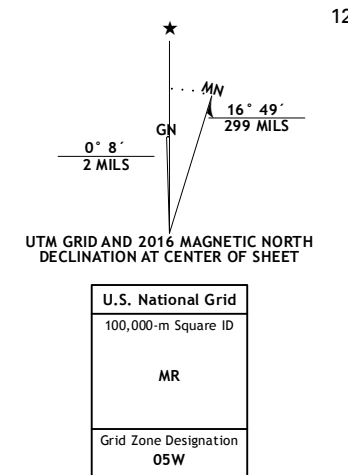 12
MN
GN
16° 49´
299 MILS
0° 8´
2 MILS
UTM GRID AND 2016 MAGNETIC NORTH
DECLINATION AT CENTER OF SHEET
U.S. National Grid
100,000-m Square ID
MR
Grid Zone Designation
05W